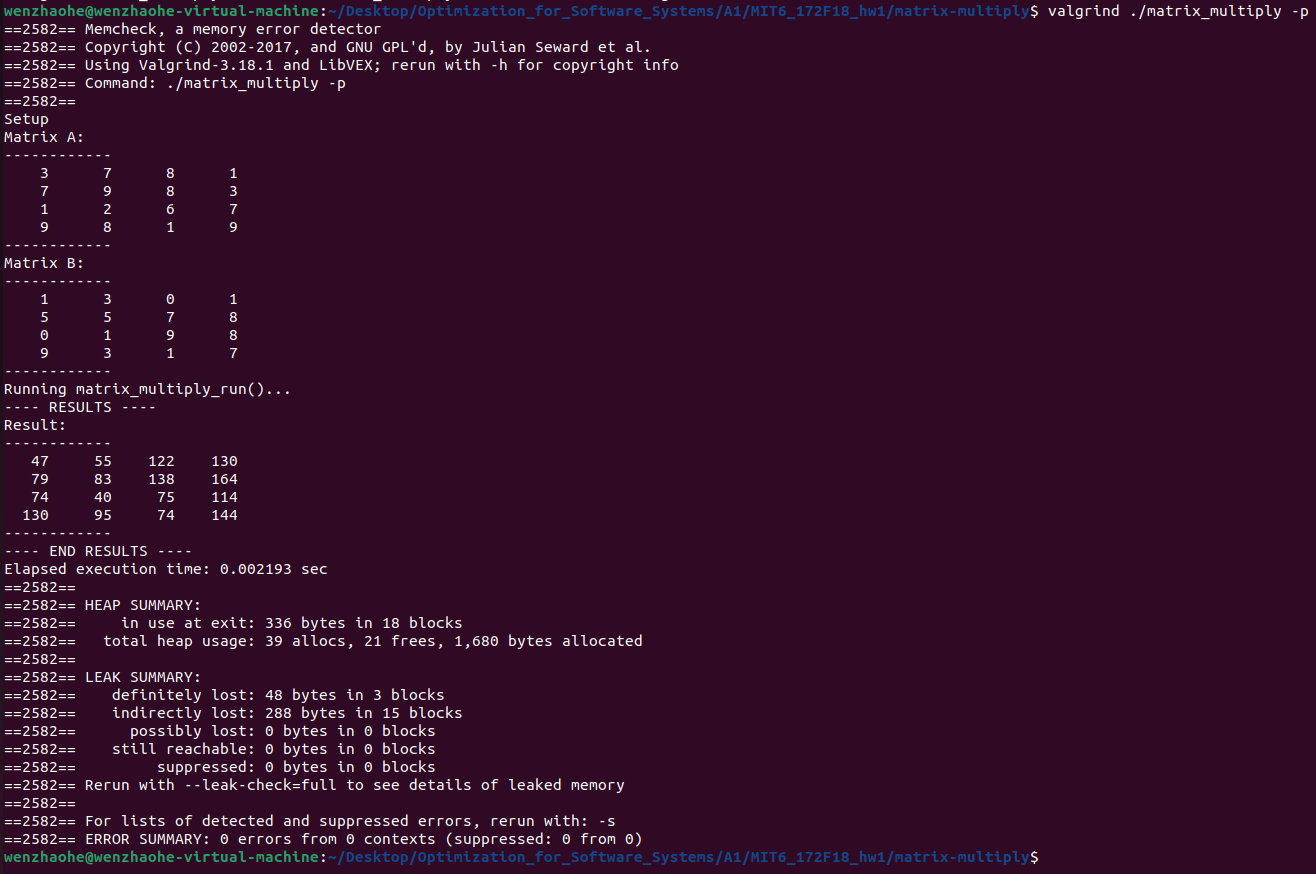 wenzhaohe@wenzhaohe-virtual-machine:~/Desktop/Optimization_for_Software_Systems/A1/MIT6_172F18_hw1/matrix-multiply$ valgrind ./matrix_multiply -p
==2582== Memcheck, a memory error detector
==2582== Copyright (C) 2002-2017, and GNU GPL'd, by Julian Seward et al.
==2582== Using Valgrind-3.18.1 and LibVEX; rerun with -h for copyright info
==2582== Command: ./matrix_multiply -p
==2582==
Setup
Matrix A:
------------
    3      7      8      1
    7      9      8      3
    1      2      6      7
    9      8      1      9
------------
Matrix B:
------------
    1      3      0      1
    5      5      7      8
    0      1      9      8
    9      3      1      7
------------
Running matrix_multiply_run()...
---- RESULTS ----
Result:
------------
   47     55    122    130
   79     83    138    164
   74     40     75    114
  130     95     74    144
------------
---- END RESULTS ----
Elapsed execution time: 0.002193 sec
==2582==
==2582== HEAP SUMMARY:
==2582==     in use at exit: 336 bytes in 18 blocks
==2582==   total heap usage: 39 allocs, 21 frees, 1,680 bytes allocated
==2582==
==2582== LEAK SUMMARY:
==2582==    definitely lost: 48 bytes in 3 blocks
==2582==    indirectly lost: 288 bytes in 15 blocks
==2582==      possibly lost: 0 bytes in 0 blocks
==2582==    still reachable: 0 bytes in 0 blocks
==2582==         suppressed: 0 bytes in 0 blocks
==2582== Rerun with --leak-check=full to see details of leaked memory
==2582==
==2582== For lists of detected and suppressed errors, rerun with: -s
==2582== ERROR SUMMARY: 0 errors from 0 contexts (suppressed: 0 from 0)
wenzhaohe@wenzhaohe-virtual-machine:~/Desktop/Optimization_for_Software_Systems/A1/MIT6_172F18_hw1/matrix-multiply$